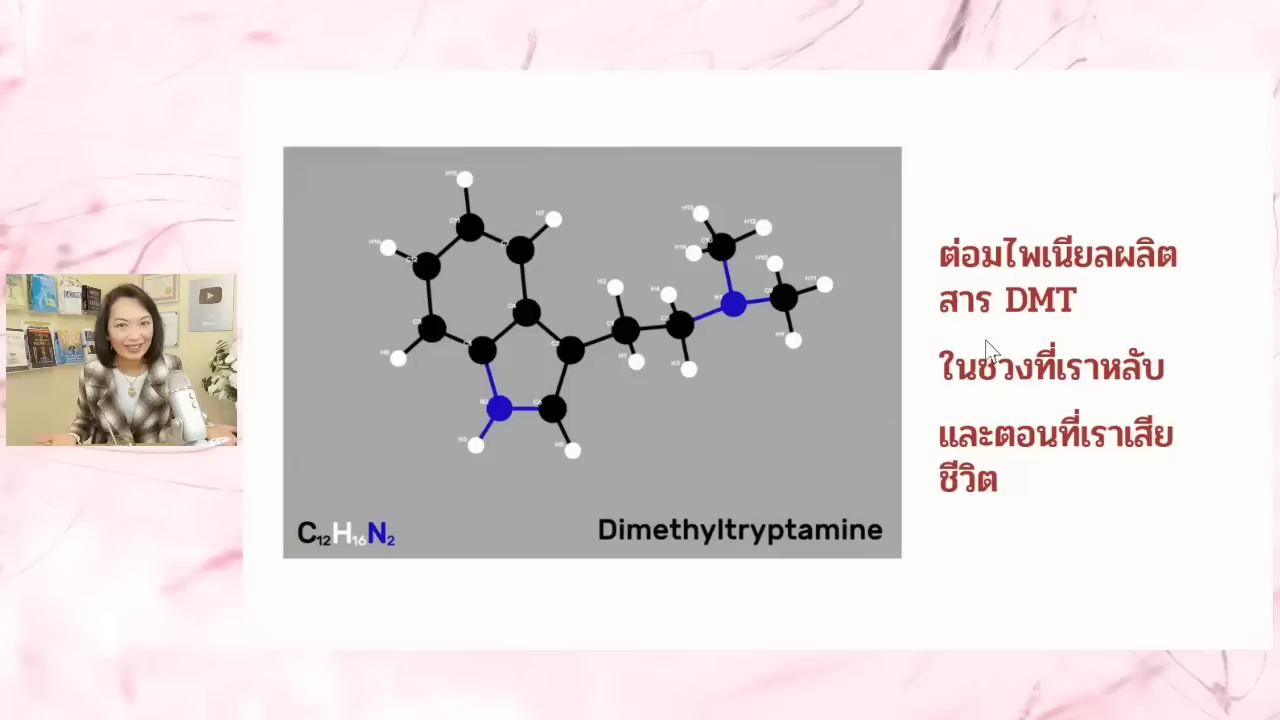 ต่อมไพเนียลผลิต
สาร DMT
ในช่วงที่เราหลับ
และตอนที่เราเสีย
ชีวิต
C12H16N2
Dimethyltryptamine